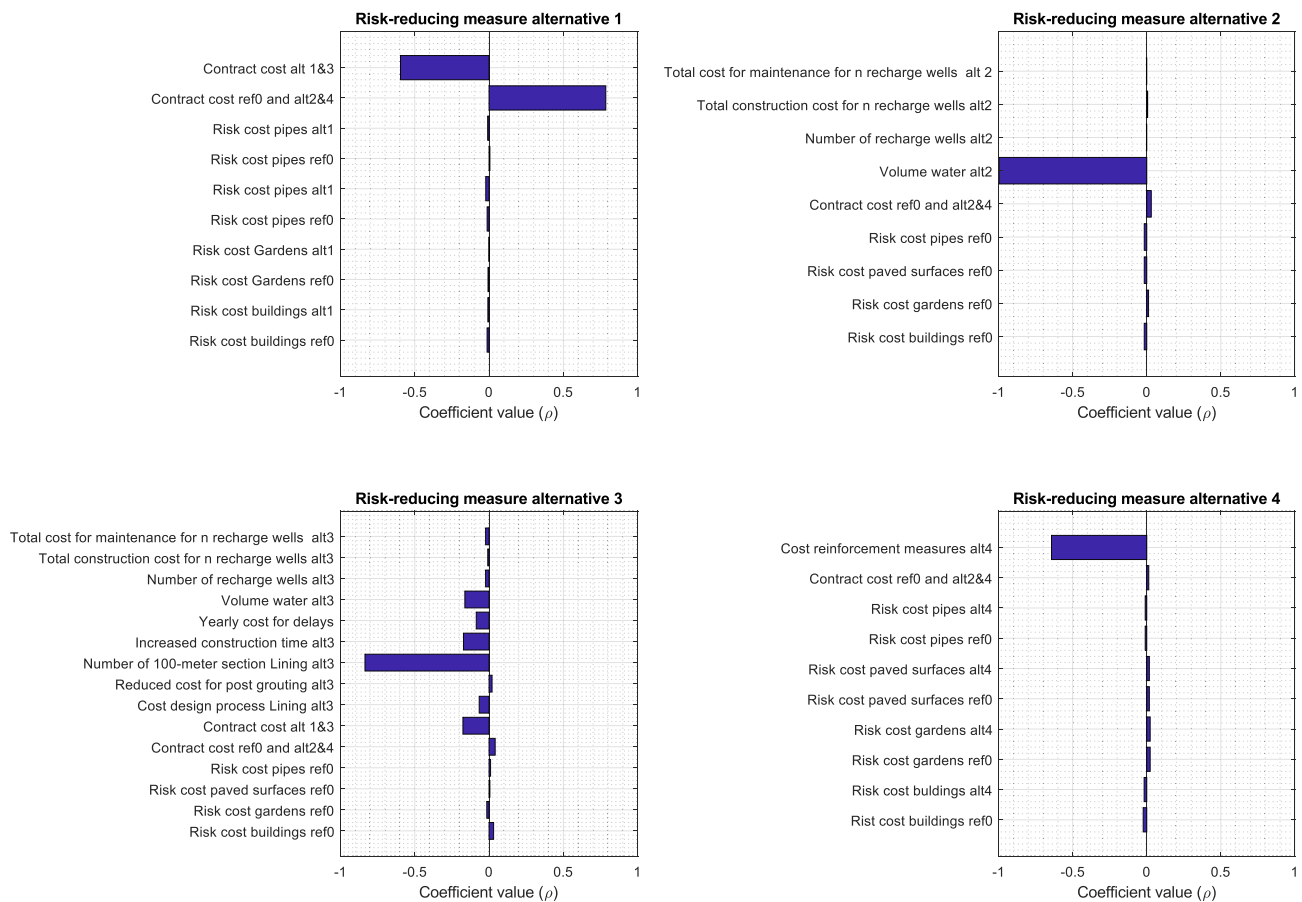 Risk-reducing measure alternative 1
Contract cost alt 1&3
Contract cost ref0 and alt2&4
Risk cost pipes alt1
Risk cost pipes ref0
Risk cost pipes alt1
Risk cost pipes ref0
Risk cost Gardens alt1
Risk cost Gardens ref0
Risk cost buildings alt1
Risk cost buildings ref0
-1 -0.5 0 0.5 1
Coefficient value (ρ)
Risk-reducing measure alternative 2
Total cost for maintenance for n recharge wells  alt 2
Total construction cost for n recharge wells alt2
Number of recharge wells alt2
Volume water alt2
Contract cost ref0 and alt2&4
Risk cost pipes ref0
Risk cost paved surfaces ref0
Risk cost gardens ref0
Risk cost buildings ref0
-1 -0.5 0 0.5 1
Coefficient value (ρ)
Risk-reducing measure alternative 3
Total cost for maintenance for n recharge wells  alt3
Total construction cost for n recharge wells alt3
Number of recharge wells alt3
Volume water alt3
Yearly cost for delays
Increased construction time alt3
Number of 100-meter section Lining alt3
Reduced cost for post grouting alt3
Cost design process Lining alt3
Contract cost alt 1&3
Contract cost ref0 and alt2&4
Risk cost pipes ref0
Risk cost paved surfaces ref0
Risk cost gardens ref0
Risk cost buildings ref0
-1 -0.5 0 0.5 1
Coefficient value (ρ)
Risk-reducing measure alternative 4
Cost reinforcement measures alt4
Contract cost ref0 and alt2&4
Risk cost pipes alt4
Risk cost pipes ref0
Risk cost paved surfaces alt4
Risk cost paved surfaces ref0
Risk cost gardens alt4
Risk cost gardens ref0
Risk cost buldings alt4
Rist cost buildings ref0
-1 -0.5 0 0.5 1
Coefficient value (ρ)